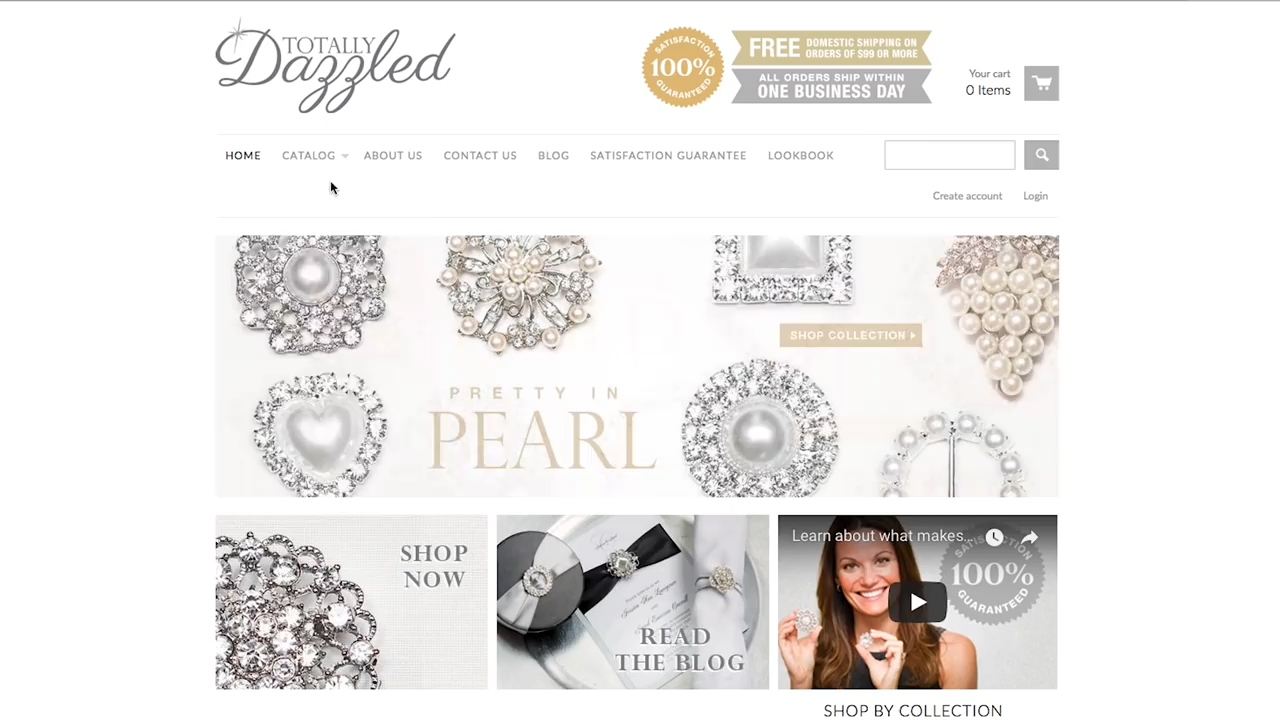 TOTALLY
Dazzled
SATISFACTION
100%
GUARANTEED
FREE DOMESTIC SHIPPING ON
ORDERS OF $99 OR MORE
ALL ORDERS SHIP WITHIN
ONE BUSINESS DAY
Your cart
0 Items
HOME CATALOG ABOUT US CONTACT US BLOG SATISFACTION GUARANTEE LOOKBOOK
Create account Login
SHOP COLLECTION
PRETTY IN
PEARL
SHOP
NOW
READ
THE BLOG
Learn about what makes...
SATISFACTION
100%
GUARANTEED
SHOP BY COLLECTION